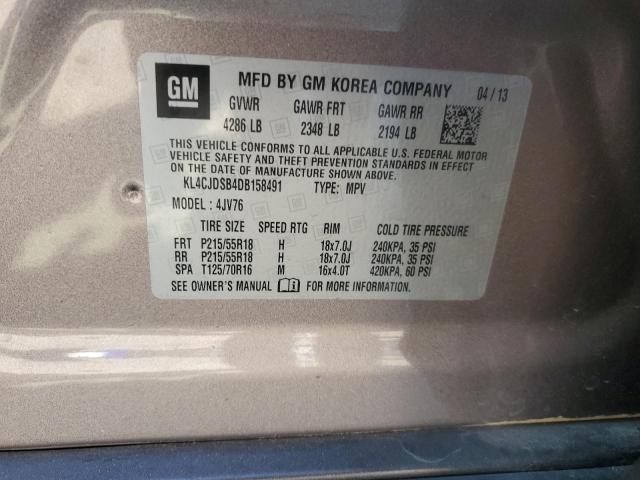 GM
MFD BY GM KOREA COMPANY 04/13
GVWR GAWR FRT GAWR RR
4286 LB 2348 LB 2194 LB
THIS VEHICLE CONFORMS TO ALL APPLICABLE U.S. FEDERAL MOTOR
VEHICLE SAFETY AND THEFT PREVENTION STANDARDS IN EFFECT
ON THE DATE OF MANUFACTURE SHOWN ABOVE.
KL4CJDSB4DB158491 TYPE: MPV
MODEL: 4JV76
TIRE SIZE SPEED RTG RIM COLD TIRE PRESSURE
FRT P215/55R18 H 18x7.0J 240KPA, 35 PSI
RR P215/55R18 H 18x7.0J 240KPA, 35 PSI
SPA T125/70R16 M 16x4.0T 420KPA, 60 PSI
SEE OWNER'S MANUAL FOR MORE INFORMATION.